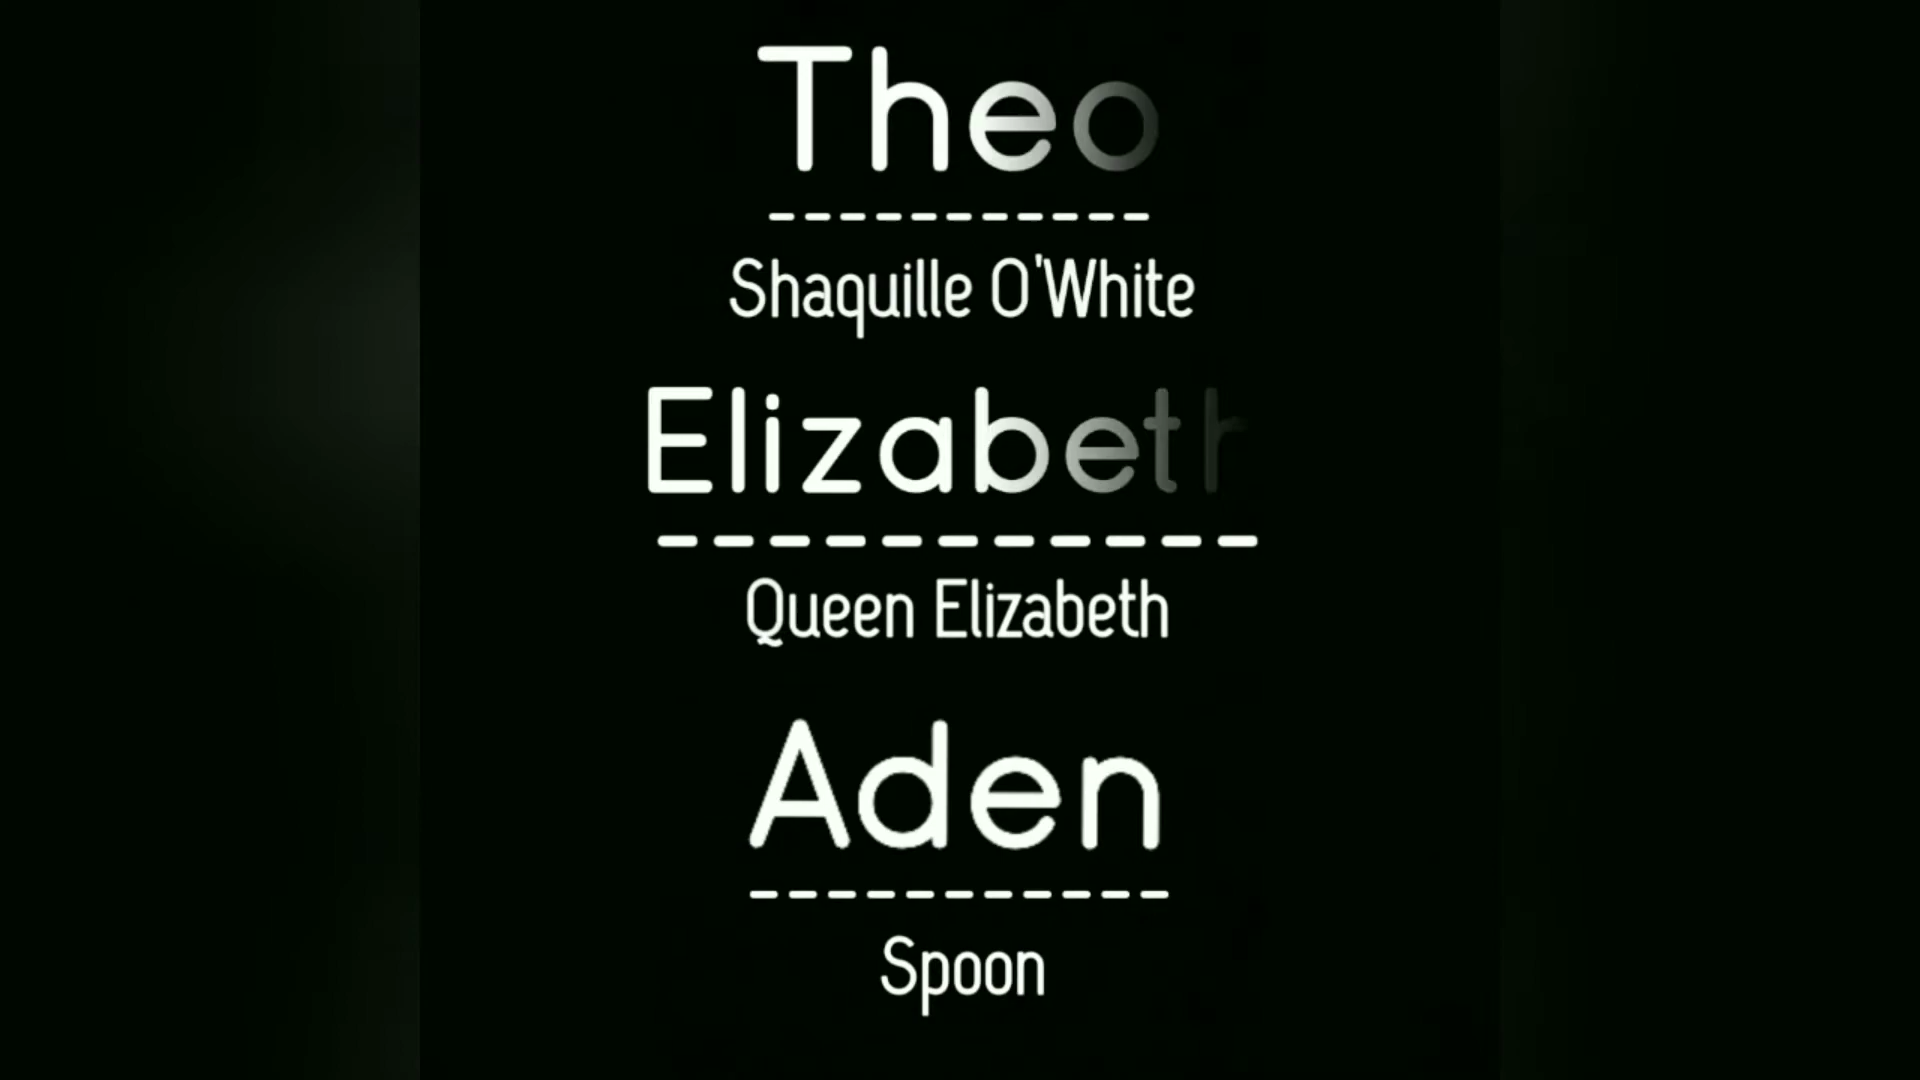 Theo
Shaquille O'White
Elizabeth
Queen Elizabeth
Aden
Spoon